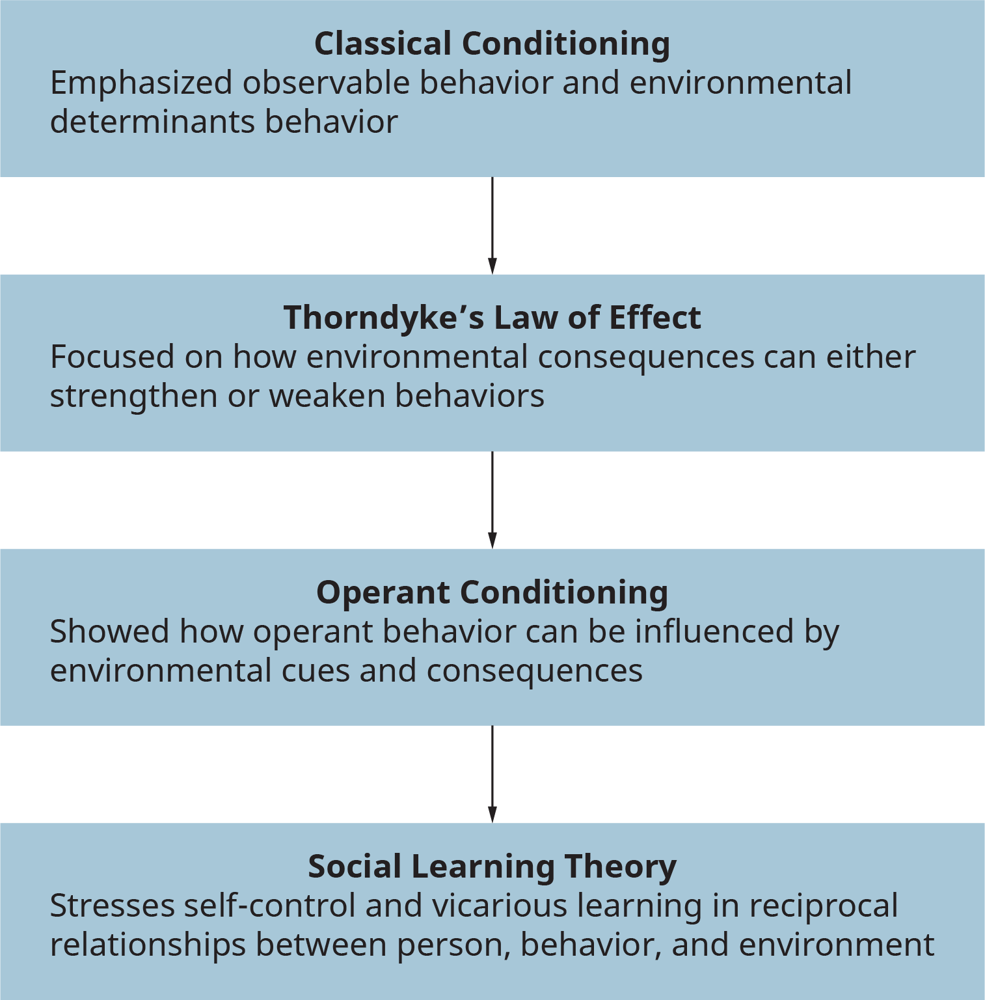 Classical Conditioning
Emphasized observable behavior and environmental
determinants behavior
Thorndyke’s Law of Effect
Focused on how environmental consequences can either
strengthen or weaken behaviors
Operant Conditioning
Showed how operant behavior can be influenced by
environmental cues and consequences
Social Learning Theory
Stresses self-control and vicarious learning in reciprocal
relationships between person, behavior, and environment